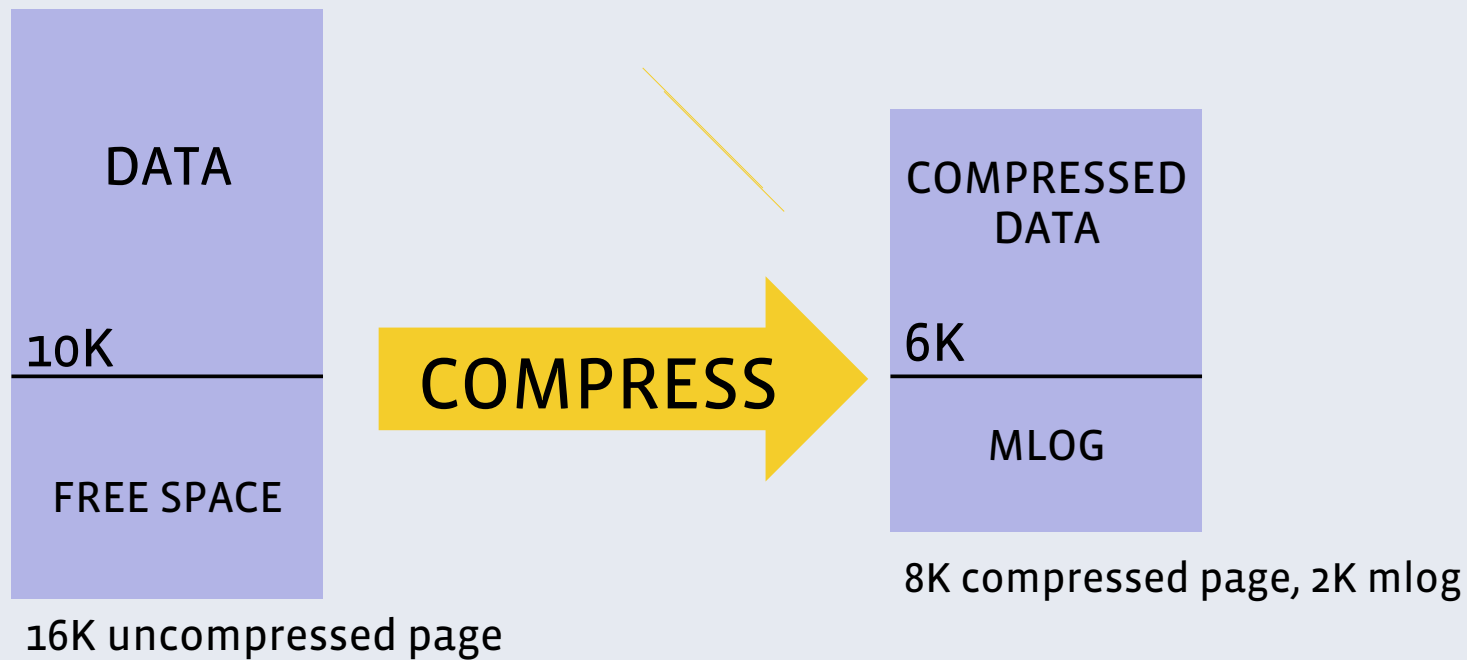 DATA
10K
FREE SPACE
16K uncompressed page
COMPRESS
COMPRESSED
DATA
6K
MLOG
8K compressed page, 2K mlog